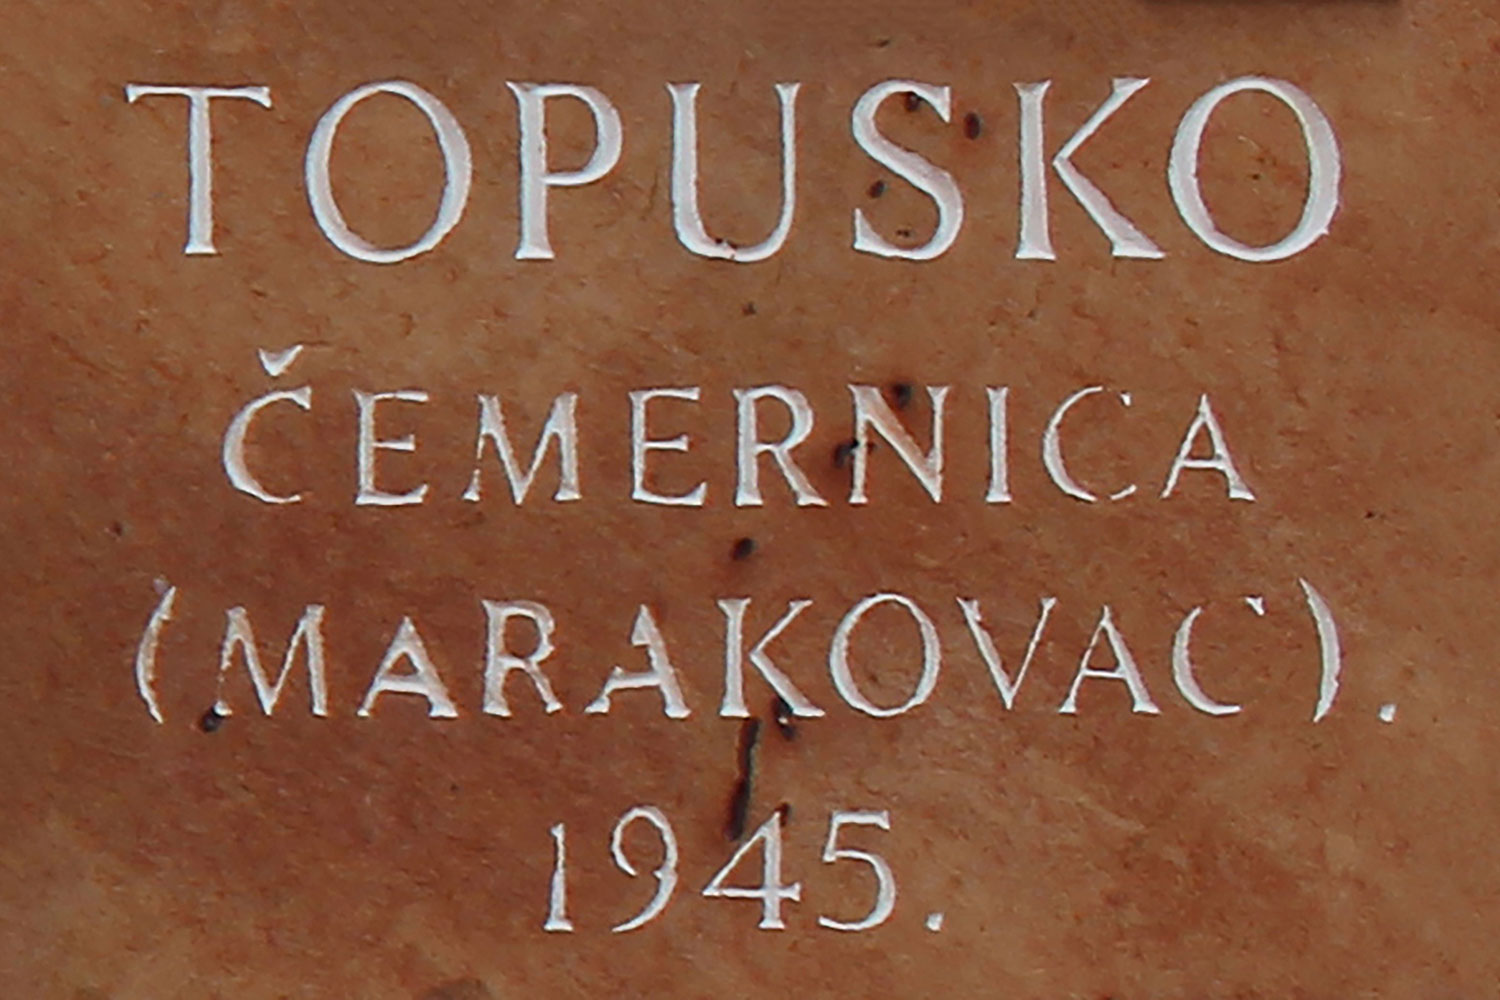 TOPUSKO
ČEMERNICA
(MARAKOVAC).
1945.